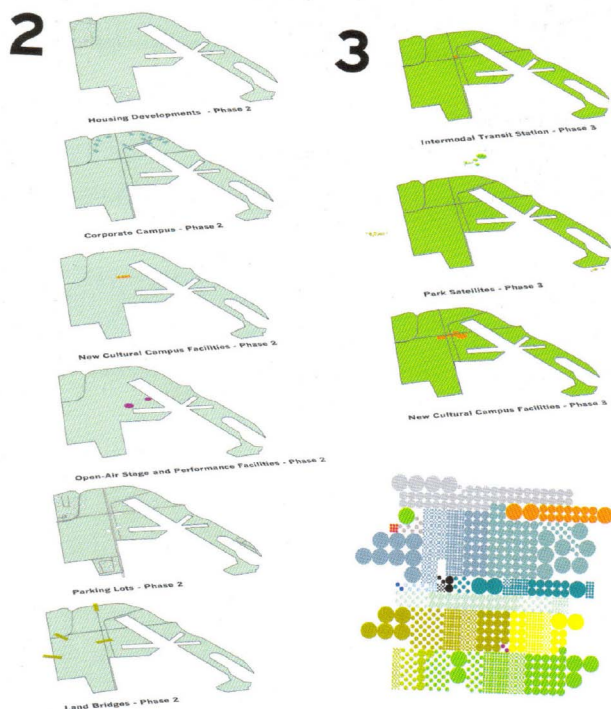 2
Housing Developments - Phase 2
Corporate Campus - Phase 2
New Cultural Campus Facilities - Phase 2
Open-Air Stage and Performance Facilities - Phase 2
Parking Lots - Phase 2
Land Bridges - Phase 2
3
Intermodal Transit Station - Phase 3
Park Satellites - Phase 3
New Cultural Campus Facilities - Phase 3